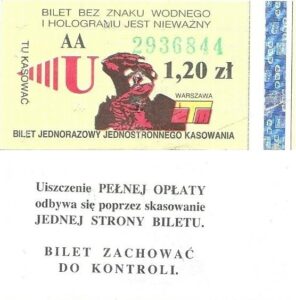 BILET BEZ ZNAKU WODNEGO
I HOLOGRAMU JEST NIEWAŻNY
TU KASOWAĆ
AA
2936844
U
1,20 zł
WARSZAWA
ZTM
BILET JEDNORAZOWY JEDNOSTRONNEGO KASOWANIA
Uiszczenie PEŁNEJ OPŁATY
odbywa się poprzez skasowanie
JEDNEJ STRONY BILETU.
BILET ZACHOWAĆ
DO KONTROLI.